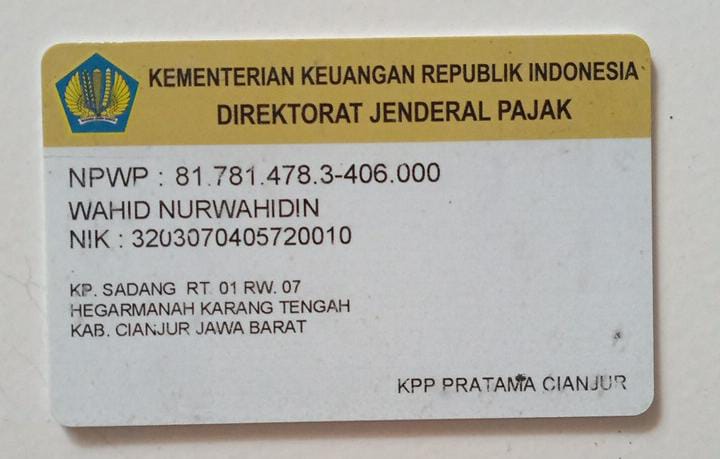 KEMENTERIAN KEUANGAN REPUBLIK INDONESIA
DIREKTORAT JENDERAL PAJAK
NPWP : 81.781.478.3-406.000
WAHID NURWAHIDIN
NIK : 3203070405720010
KP. SADANG RT. 01 RW. 07
HEGARMANAH KARANG TENGAH
KAB. CIANJUR JAWA BARAT
KPP PRATAMA CIANJUR